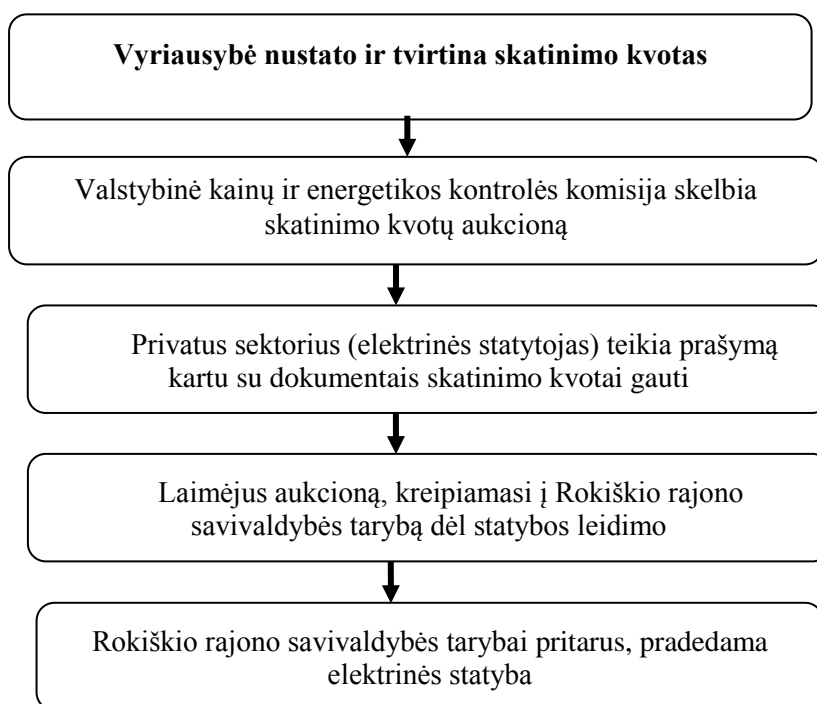 Vyriausybė nustato ir tvirtina skatinimo kvotas
Valstybinė kainų ir energetikos kontrolės komisija skelbia
skatinimo kvotų aukcioną
Privatus sektorius (elektrinės statytojas) teikia prašymą
kartu su dokumentais skatinimo kvotai gauti
Laimėjus aukcioną, kreipiamasi į Rokiškio rajono
savivaldybės tarybą dėl statybos leidimo
Rokiškio rajono savivaldybės tarybai pritarus, pradedama
elektrinės statyba